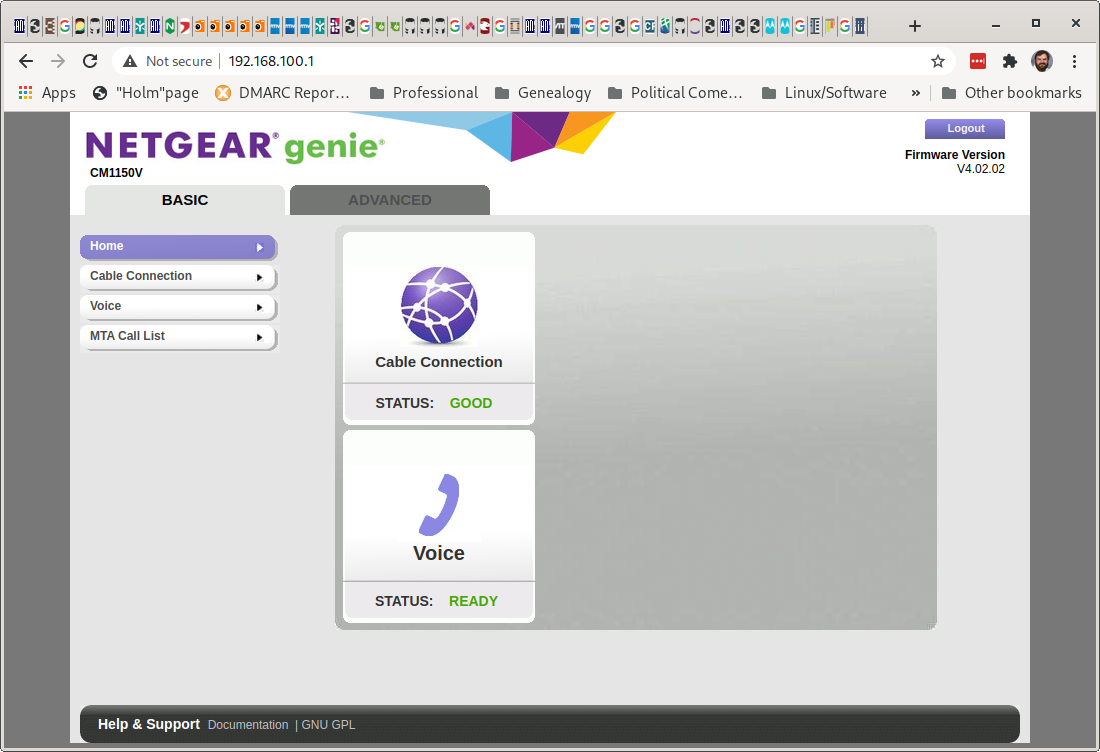 Not secure 192.168.100.1
Apps "Holm"page DMARC Repor… Professional Genealogy Political Come… Linux/Software » Other bookmarks
NETGEAR® genie®
Logout
CM1150V
Firmware Version
V4.02.02
BASIC ADVANCED
Home
Cable Connection
Voice
MTA Call List
Cable Connection
STATUS: GOOD
Voice
STATUS: READY
Help & Support Documentation | GNU GPL